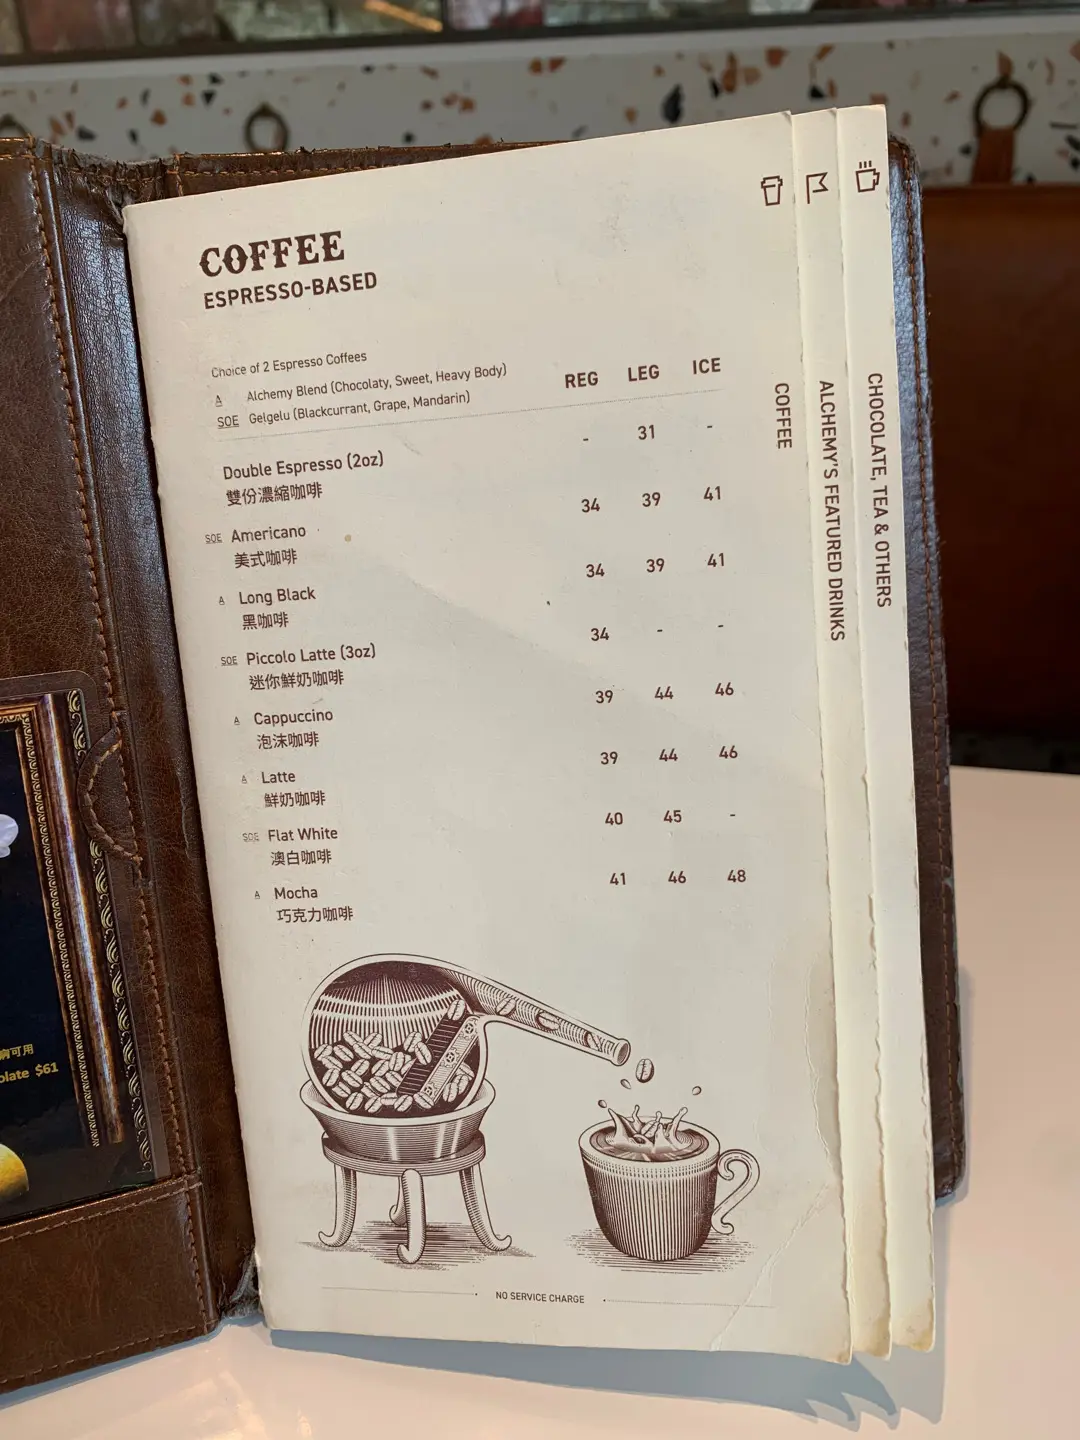 COFFEE
ESPRESSO-BASED
Choice of 2 Espresso Coffees
A Alchemy Blend (Chocolaty, Sweet, Heavy Body)
SOE Gelgelu (Blackcurrant, Grape, Mandarin)
REG LEG ICE
Double Espresso (2oz) - 31 -
雙份濃縮咖啡
SOE Americano 34 39 41
美式咖啡
A Long Black 34 39 41
黑咖啡
SOE Piccolo Latte (3oz) 34 - -
迷你鮮奶咖啡
A Cappuccino 39 44 46
泡沫咖啡
A Latte 39 44 46
鮮奶咖啡
SOE Flat White 40 45 -
澳白咖啡
A Mocha 41 46 48
巧克力咖啡
NO SERVICE CHARGE
COFFEE
ALCHEMY'S FEATURED DRINKS
CHOCOLATE, TEA & OTHERS
可用
olate $61